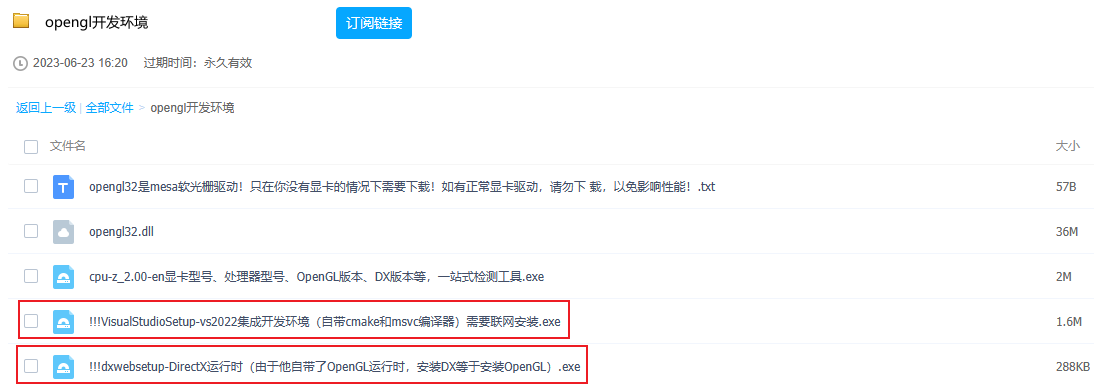 opengl开发环境
订阅链接
2023-06-23 16:20 过期时间：永久有效
返回上一级 | 全部文件 > opengl开发环境
文件名 大小
opengl32是mesa软光栅驱动！只在你没有显卡的情况下需要下载！如有正常显卡驱动，请勿下 载，以免影响性能！.txt 57B
opengl32.dll 36M
cpu-z_2.00-en显卡型号、处理器型号、OpenGL版本、DX版本等，一站式检测工具.exe 2M
!!!VisualStudioSetup-vs2022集成开发环境（自带cmake和msvc编译器）需要联网安装.exe 1.6M
!!!dxwebsetup-DirectX运行时（由于他自带了OpenGL运行时，安装DX等于安装OpenGL）.exe 288KB